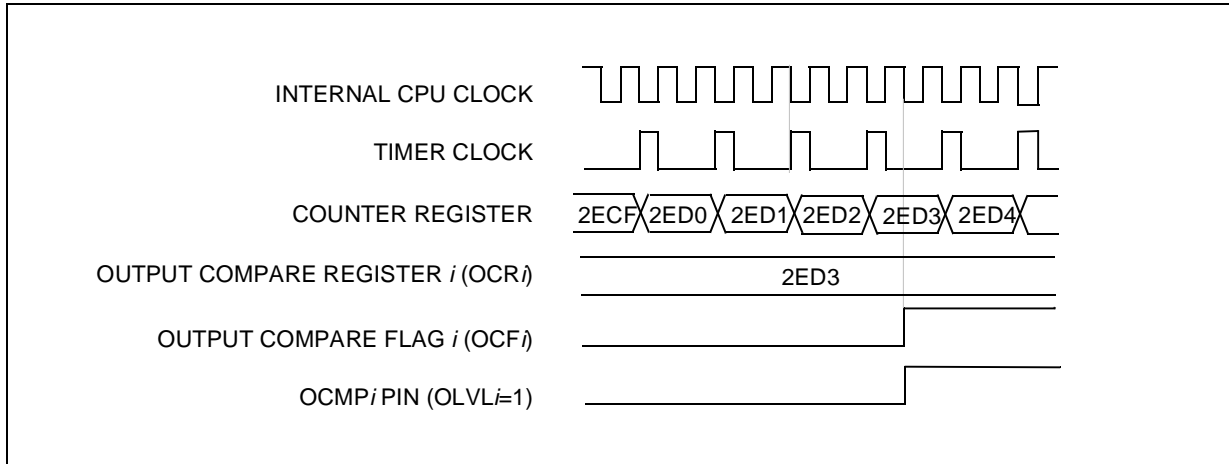 INTERNAL CPU CLOCK
TIMER CLOCK
COUNTER REGISTER 2ECF 2ED0 2ED1 2ED2 2ED3 2ED4
OUTPUT COMPARE REGISTER i (OCRi) 2ED3
OUTPUT COMPARE FLAG i (OCFi)
OCMPi PIN (OLVLi=1)